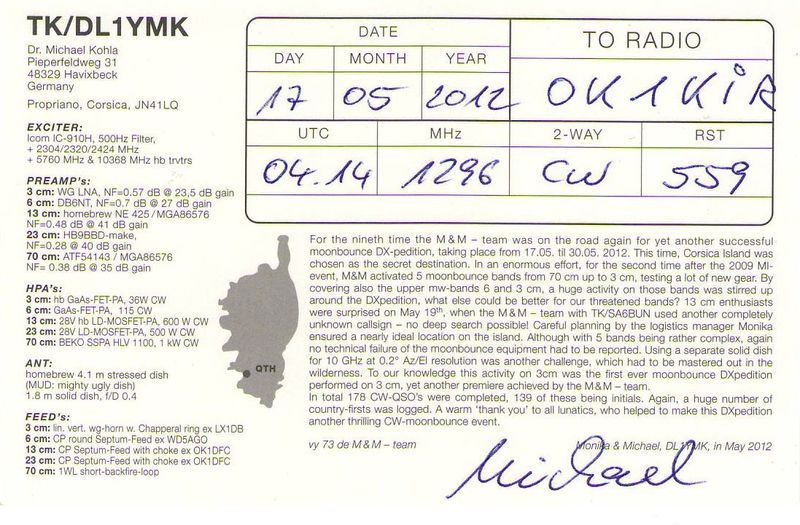 TK/DL1YMK
Dr. Michael Kohla
Pieperfeldweg 31
48329 Havixbeck
Germany
Propriano, Corsica, JN41LQ
EXCITER:
Icom IC-910H, 500Hz Filter,
+ 2304/2320/2424 MHz
+ 5760 MHz & 10368 MHz hb trvtrs
PREAMP's:
3 cm: WG LNA, NF=0.57 dB @ 23,5 dB gain
6 cm: DB6NT, NF=0.7 dB @ 27 dB gain
13 cm: homebrew NE 425 / MGA86576
NF=0.48 dB @ 41 dB gain
23 cm: HB9BBD-make,
NF=0.28 @ 40 dB gain
70 cm: ATF54143 / MGA86576
NF= 0.38 dB @ 35 dB gain
HPA's:
3 cm: hb GaAs-FET-PA, 36W CW
6 cm: GaAs-FET-PA, 115 CW
13 cm: 28V hb LD-MOSFET-PA, 600 W CW
23 cm: 28V LD-MOSFET-PA, 500 W CW
70 cm: BEKO SSPA HLV 1100, 1 kW CW
ANT:
homebrew 4.1 m stressed dish
(MUD: mighty ugly dish)
1.8 m solid dish, f/D 0.4
FEED's:
3 cm: lin. vert. wg-horn w. Chapperal ring ex LX1DB
6 cm: CP round Septum-Feed ex WD5AGO
13 cm: CP Septum-Feed with choke ex OK1DFC
23 cm: CP Septum-Feed with choke ex OK1DFC
70 cm: 1WL short-backfire-loop
DATE
DAY MONTH YEAR
17 05 2012
TO RADIO
OK1KIR
UTC MHz 2-WAY RST
04.14 1296 CW 559
QTH
For the nineth time the M&M – team was on the road again for yet another successful
moonbounce DX-pedition, taking place from 17.05. till 30.05. 2012. This time, Corsica Island was
chosen as the secret destination. In an enormous effort, for the second time after the 2009 MI-
event, M&M activated 5 moonbounce bands from 70 cm up to 3 cm, testing a lot of new gear. By
covering also the upper mw-bands 6 and 3 cm, a huge activity on those bands was stirred up
around the DXpedition, what else could be better for our threatened bands? 13 cm enthusiasts
were surprised on May 19th, when the M&M – team with TK/SA6BUN used another completely
unknown callsign – no deep search possible! Careful planning by the logistics manager Monika
ensured a nearly ideal location on the island. Although with 5 bands being rather complex, again
no technical failure of the moonbounce equipment had to be reported. Using a separate solid dish
for 10 GHz at 0.2° Az/El resolution was another challenge, which had to be mastered out in the
wilderness. To our knowledge this activity on 3cm was the first ever moonbounce DXpedition
performed on 3 cm, yet another premiere achieved by the M&M – team.
In total 178 CW-QSO's were completed, 139 of these being initials. Again, a huge number of
country-firsts was logged. A warm 'thank you' to all lunatics, who helped to make this DXpedition
another thrilling CW-moonbounce event.
vy 73 de M&M – team
Monika & Michael, DL1YMK, in May 2012
Michael